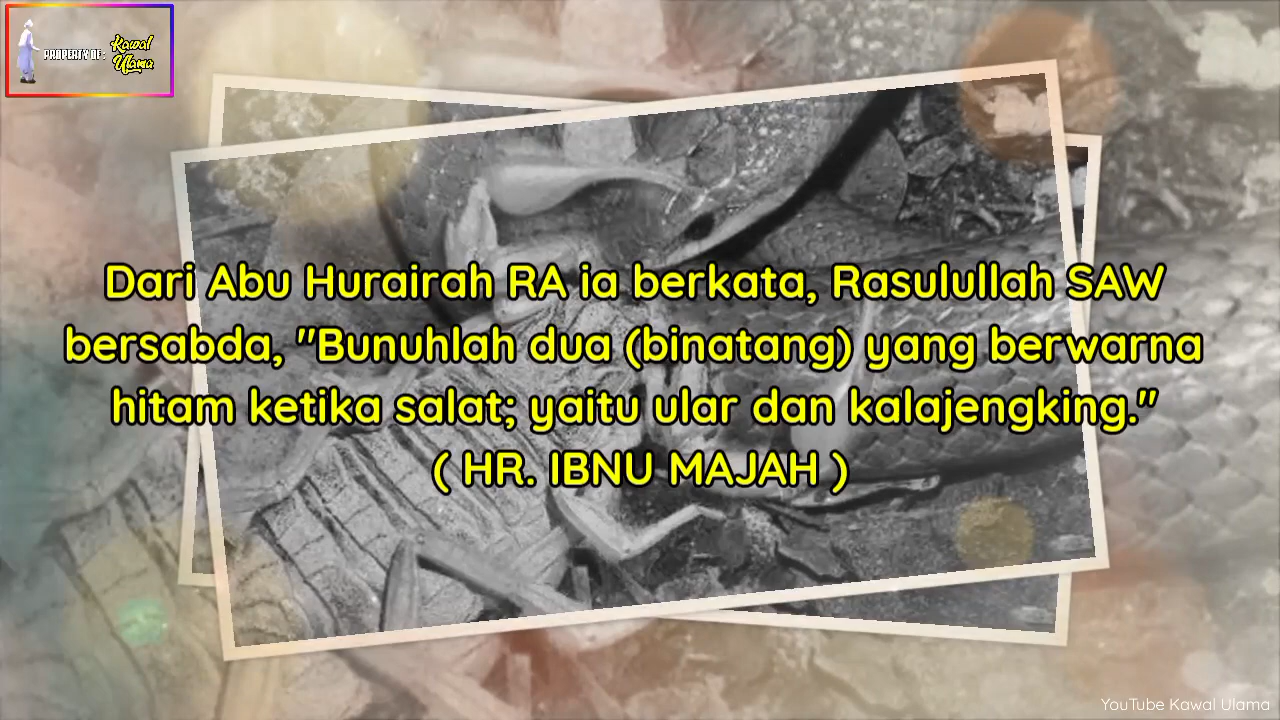 PROPERTY OF :
Kawal
Ulama
Dari Abu Hurairah RA ia berkata, Rasulullah SAW
bersabda, "Bunuhlah dua (binatang) yang berwarna
hitam ketika salat; yaitu ular dan kalajengking."
( HR. IBNU MAJAH )
YouTube Kawal Ulama